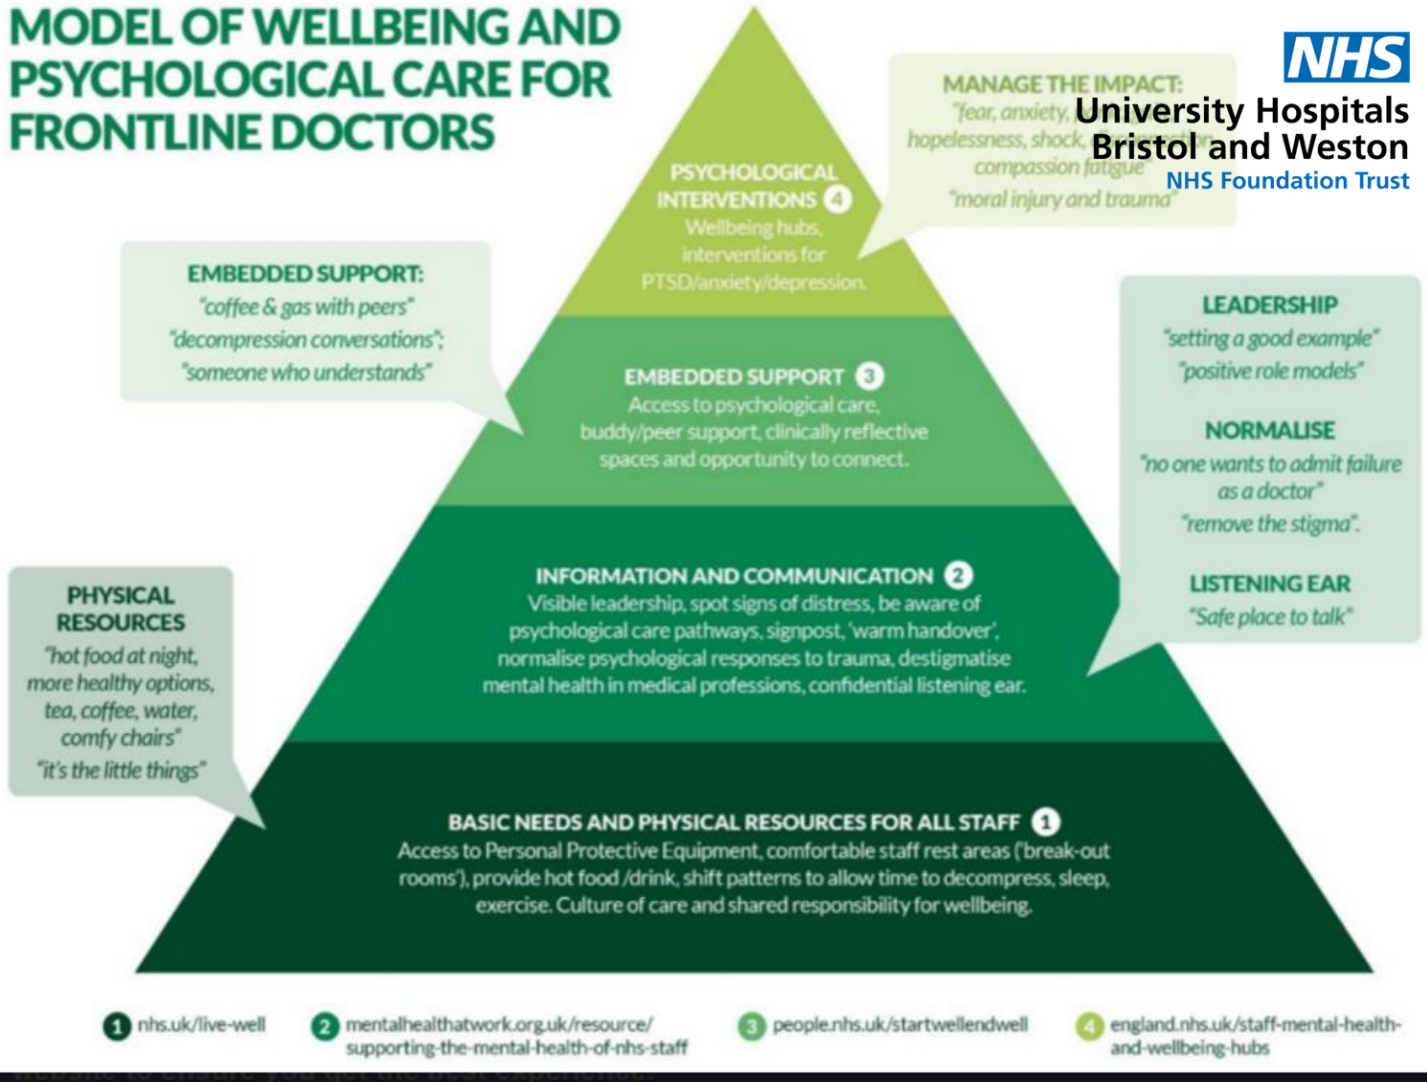 MODEL OF WELLBEING AND
PSYCHOLOGICAL CARE FOR
FRONTLINE DOCTORS
NHS
University Hospitals
Bristol and Weston
NHS Foundation Trust
MANAGE THE IMPACT:
"fear, anxiety,
hopelessness, shock,
compassion fatigue"
"moral injury and trauma"
PSYCHOLOGICAL
INTERVENTIONS 4
Wellbeing hubs,
interventions for
PTSD/anxiety/depression.
EMBEDDED SUPPORT:
"coffee & gas with peers"
"decompression conversations";
"someone who understands"
EMBEDDED SUPPORT 3
Access to psychological care,
buddy/peer support, clinically reflective
spaces and opportunity to connect.
LEADERSHIP
"setting a good example"
"positive role models"
NORMALISE
"no one wants to admit failure
as a doctor"
"remove the stigma".
LISTENING EAR
"Safe place to talk"
INFORMATION AND COMMUNICATION 2
Visible leadership, spot signs of distress, be aware of
psychological care pathways, signpost, 'warm handover',
normalise psychological responses to trauma, destigmatise
mental health in medical professions, confidential listening ear.
PHYSICAL
RESOURCES
"hot food at night,
more healthy options,
tea, coffee, water,
comfy chairs"
"it's the little things"
BASIC NEEDS AND PHYSICAL RESOURCES FOR ALL STAFF 1
Access to Personal Protective Equipment, comfortable staff rest areas ('break-out
rooms'), provide hot food /drink, shift patterns to allow time to decompress, sleep,
exercise. Culture of care and shared responsibility for wellbeing.
1 nhs.uk/live-well
2 mentalhealthatwork.org.uk/resource/
supporting-the-mental-health-of-nhs-staff
3 people.nhs.uk/startwellendwell
4 england.nhs.uk/staff-mental-health-
and-wellbeing-hubs